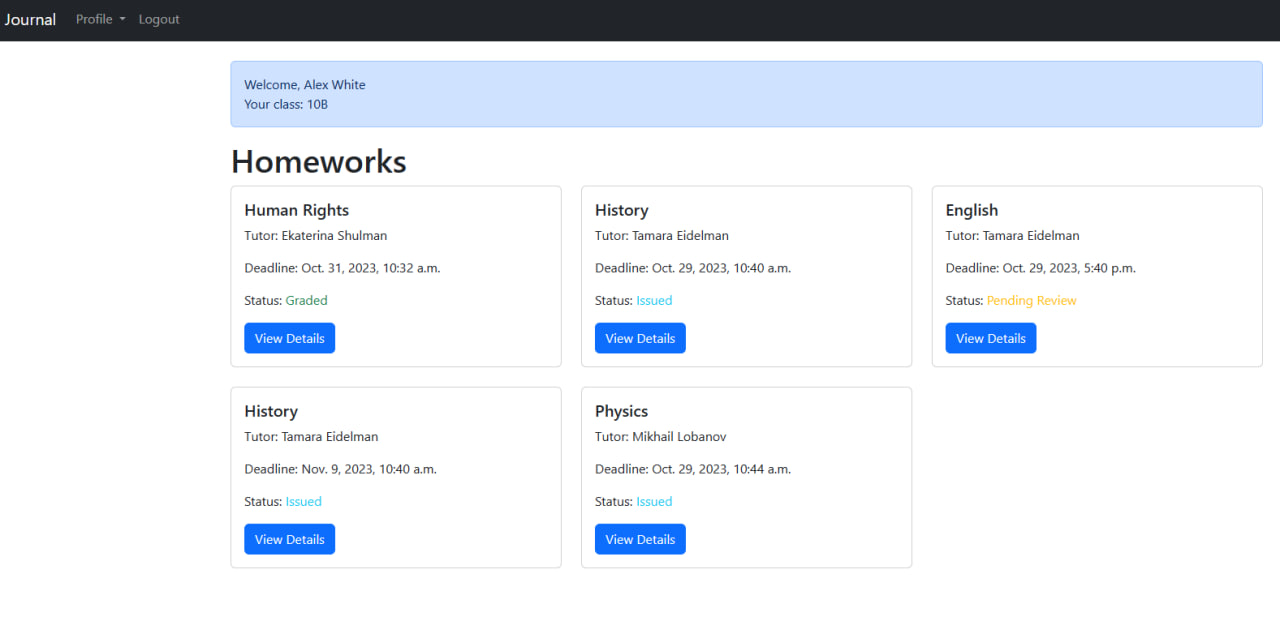 Journal Profile Logout
Welcome, Alex White
Your class: 10B
Homeworks
Human Rights
Tutor: Ekaterina Shulman
Deadline: Oct. 31, 2023, 10:32 a.m.
Status: Graded
View Details
History
Tutor: Tamara Eidelman
Deadline: Oct. 29, 2023, 10:40 a.m.
Status: Issued
View Details
English
Tutor: Tamara Eidelman
Deadline: Oct. 29, 2023, 5:40 p.m.
Status: Pending Review
View Details
History
Tutor: Tamara Eidelman
Deadline: Nov. 9, 2023, 10:40 a.m.
Status: Issued
View Details
Physics
Tutor: Mikhail Lobanov
Deadline: Oct. 29, 2023, 10:44 a.m.
Status: Issued
View Details